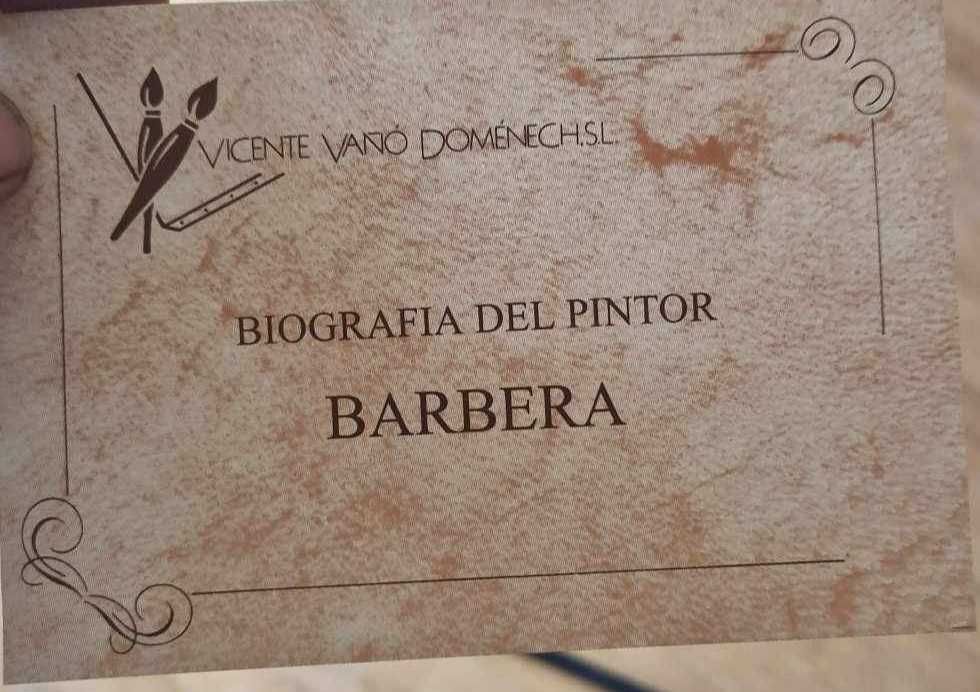 VICENTE VAÑÓ DOMÉNECH.S.L.
BIOGRAFIA DEL PINTOR
BARBERA